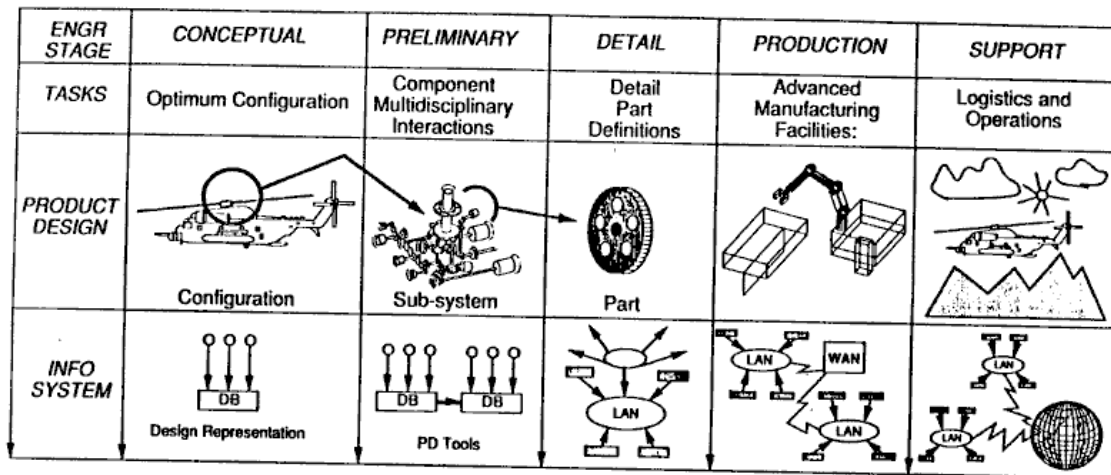 ENGR
STAGE
CONCEPTUAL
PRELIMINARY
DETAIL
PRODUCTION
SUPPORT
TASKS
Optimum Configuration
Component
Multidisciplinary
Interactions
Detail
Part
Definitions
Advanced
Manufacturing
Facilities:
Logistics and
Operations
PRODUCT
DESIGN
Configuration
Sub-system
Part
INFO
SYSTEM
DB
Design Representation
DB
DB
PD Tools
LAN
LAN
WAN
LAN
LAN
LAN